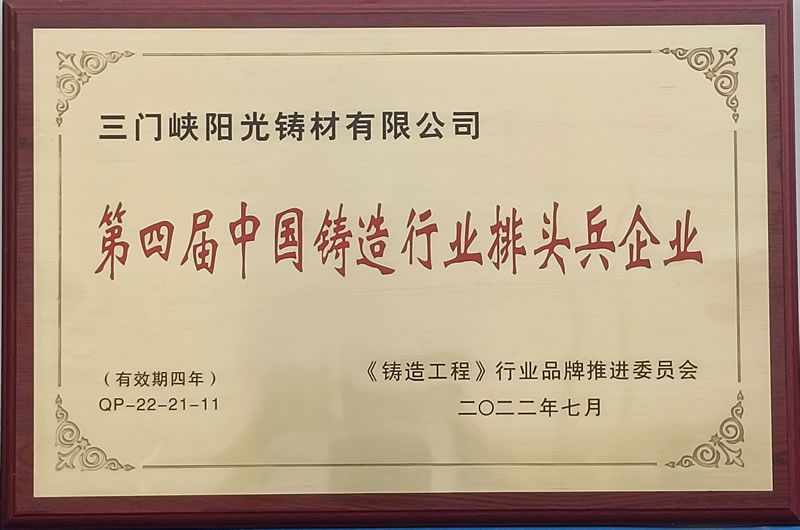 三门峡阳光铸材有限公司
第四届中国铸造行业排头兵企业
（有效期四年）
QP-22-21-11
《铸造工程》行业品牌推进委员会
二〇二二年七月